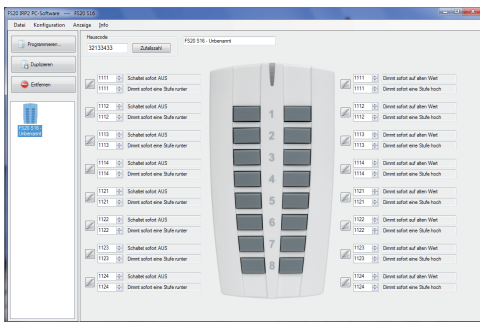 FS20 IRP2 PC-Software --- FS20 S16
Datei Konfiguration Anzeige Info
Programmieren...
Duplizieren
Entfernen
FS20 S16 -
Unbenannt
Hauscode
32133433 Zufallszahl FS20 S16 - Unbenannt
1111 Schaltet sofort AUS
1111 Dimmt sofort eine Stufe runter
1112 Schaltet sofort AUS
1112 Dimmt sofort eine Stufe runter
1113 Schaltet sofort AUS
1113 Dimmt sofort eine Stufe runter
1114 Schaltet sofort AUS
1114 Dimmt sofort eine Stufe runter
1121 Schaltet sofort AUS
1121 Dimmt sofort eine Stufe runter
1122 Schaltet sofort AUS
1122 Dimmt sofort eine Stufe runter
1123 Schaltet sofort AUS
1123 Dimmt sofort eine Stufe runter
1124 Schaltet sofort AUS
1124 Dimmt sofort eine Stufe runter
1
2
3
4
5
6
7
8
1111 Dimmt sofort auf alten Wert
1111 Dimmt sofort eine Stufe hoch
1112 Dimmt sofort auf alten Wert
1112 Dimmt sofort eine Stufe hoch
1113 Dimmt sofort auf alten Wert
1113 Dimmt sofort eine Stufe hoch
1114 Dimmt sofort auf alten Wert
1114 Dimmt sofort eine Stufe hoch
1121 Dimmt sofort auf alten Wert
1121 Dimmt sofort eine Stufe hoch
1122 Dimmt sofort auf alten Wert
1122 Dimmt sofort eine Stufe hoch
1123 Dimmt sofort auf alten Wert
1123 Dimmt sofort eine Stufe hoch
1124 Dimmt sofort auf alten Wert
1124 Dimmt sofort eine Stufe hoch